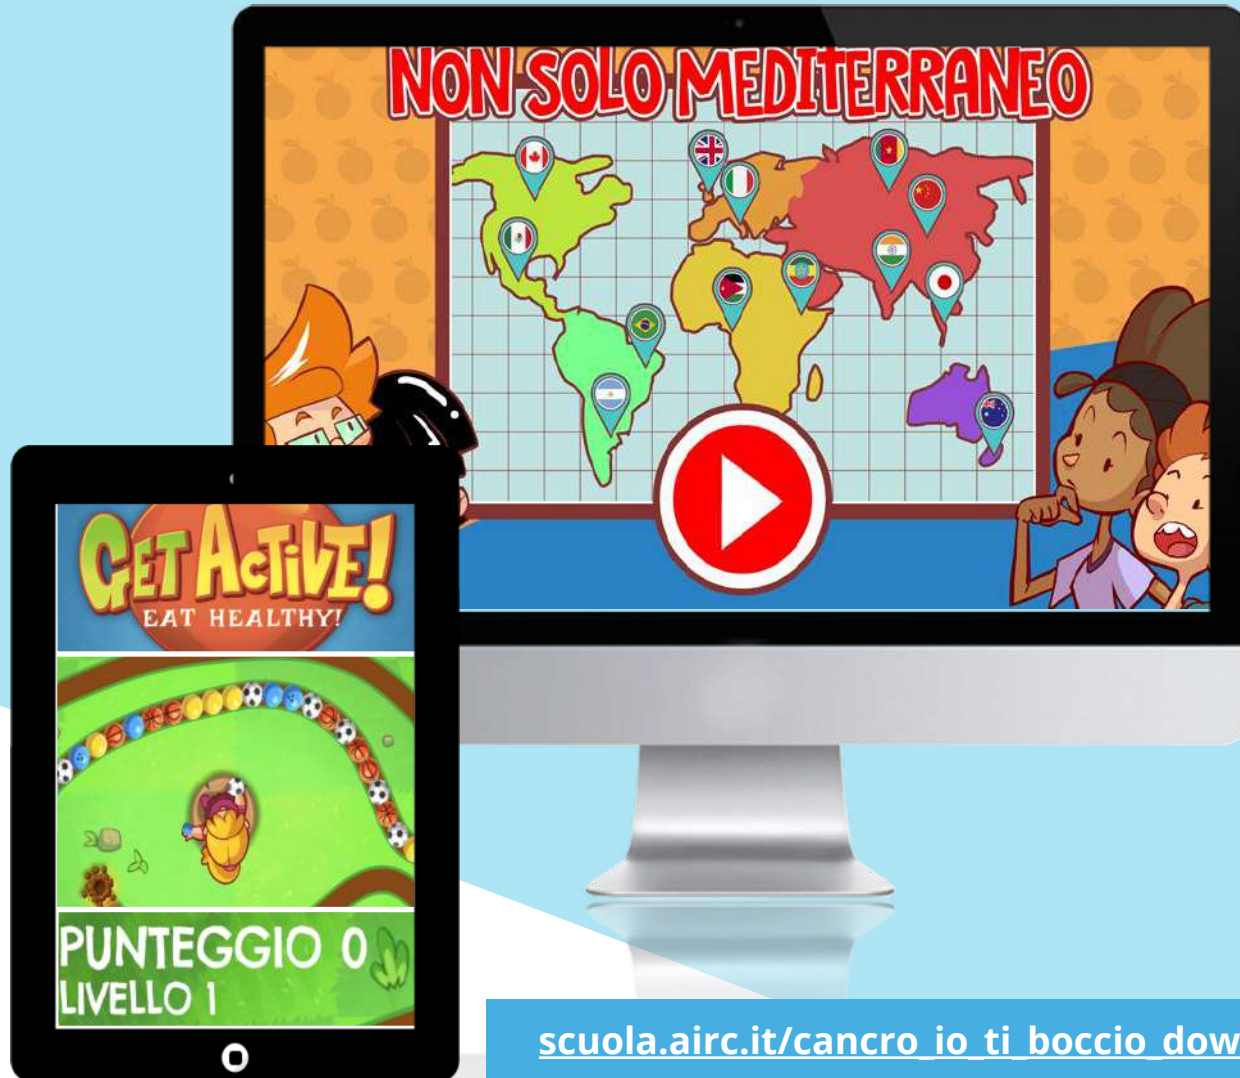 NON SOLO MEDITERRANEO
GET ACTIVE!
EAT HEALTHY!
PUNTEGGIO 0
LIVELLO 1
scuola.airc.it/cancro_io_ti_boccio_dow